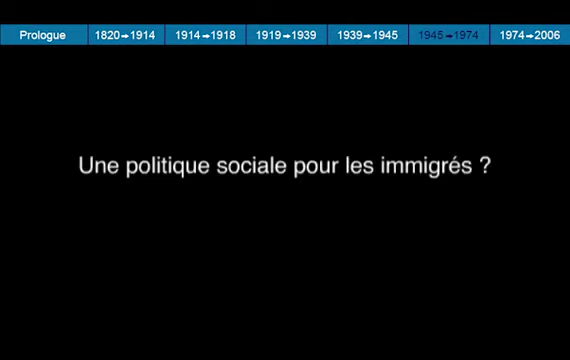 Prologue 1820→1914 1914→1918 1919→1939 1939→1945 1945→1974 1974→2006
Une politique sociale pour les immigrés ?